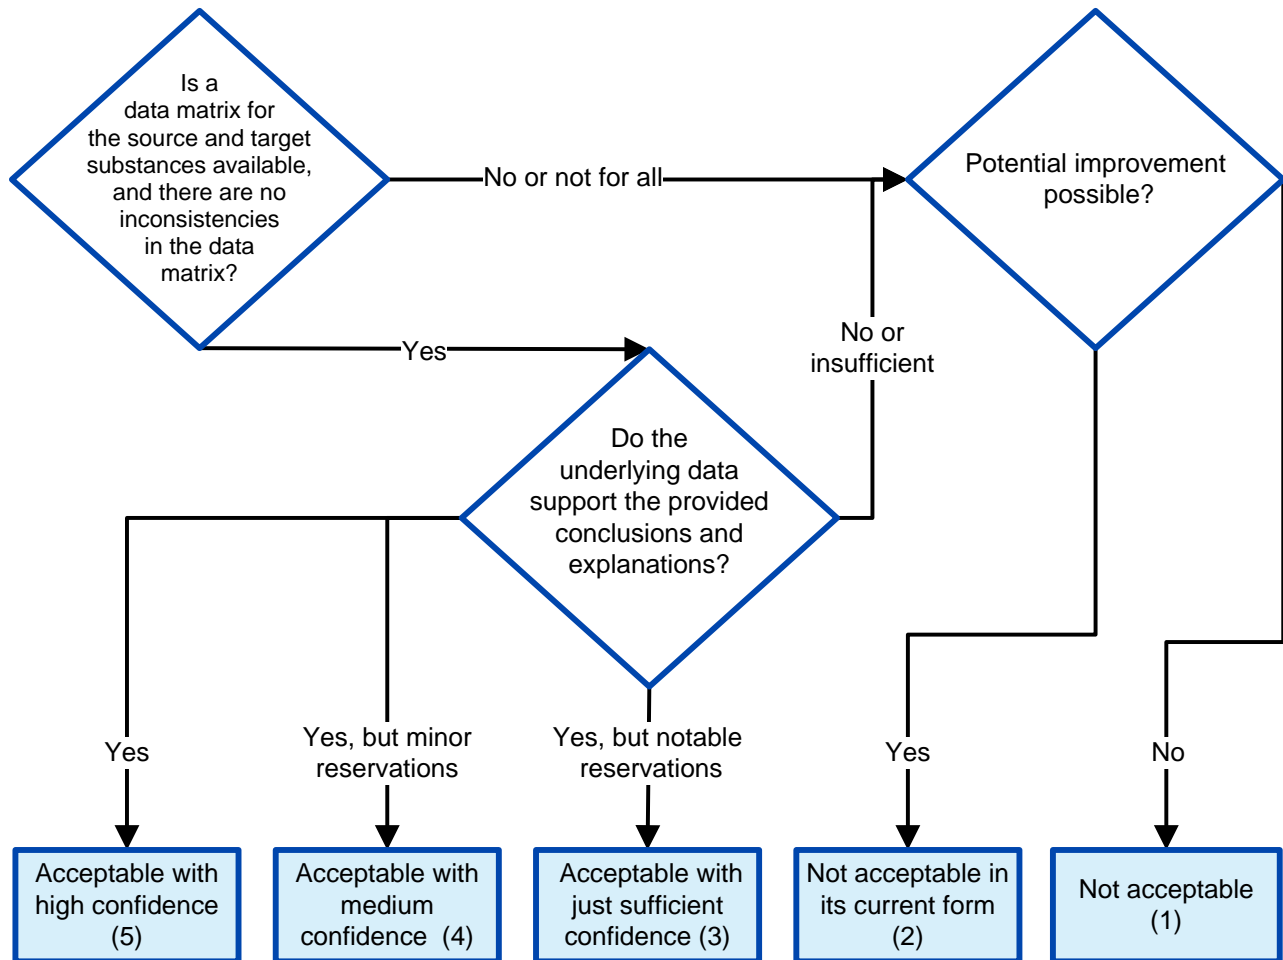 Is a
data matrix for
the source and target
substances available,
and there are no
inconsistencies
in the data
matrix?
No or not for all
Potential improvement
possible?
Yes
No or
insufficient
Do the
underlying data
support the provided
conclusions and
explanations?
Yes
Yes, but minor
reservations
Yes, but notable
reservations
Yes
No
Acceptable with
high confidence
(5)
Acceptable with
medium
confidence (4)
Acceptable with
just sufficient
confidence (3)
Not acceptable in
its current form
(2)
Not acceptable
(1)